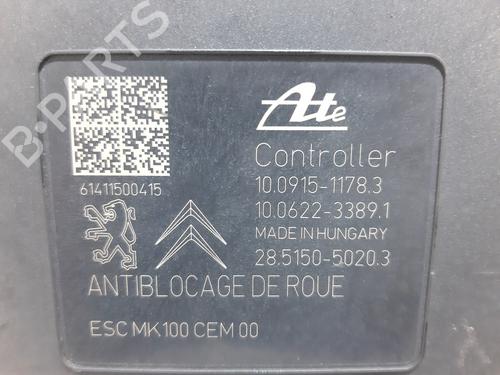 B-PARTS
Ate
Controller
61411500415
10.0915-1178.3
10.0622-3389.1
MADE IN HUNGARY
28.5150-5020.3
ANTIBLOCAGE DE ROUE
ESC MK100 CEM 00